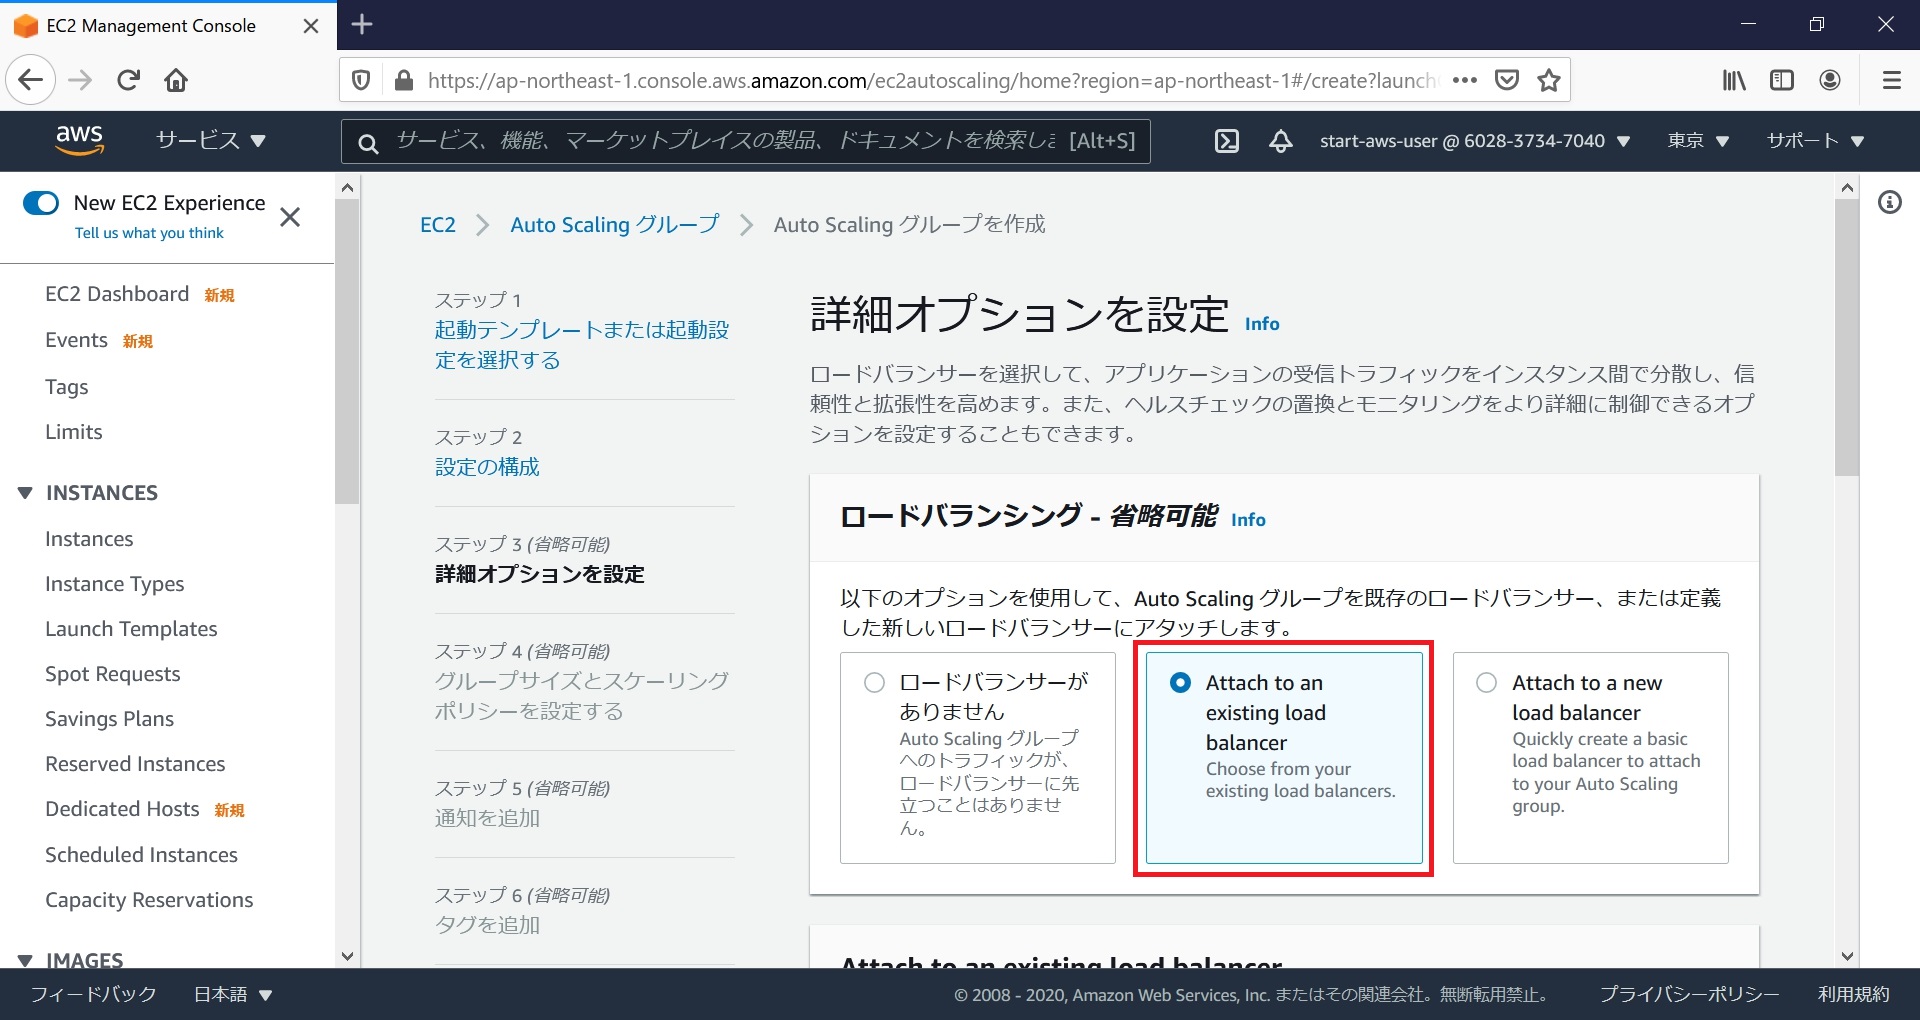 EC2 Management Console
https://ap-northeast-1.console.aws.amazon.com/ec2autoscaling/home?region=ap-northeast-1#/create?launch
aws
サービス
サービス、機能、マーケットプレイスの製品、ドキュメントを検索しま [Alt+S]
start-aws-user @ 6028-3734-7040
東京
サポート
New EC2 Experience
Tell us what you think
EC2 Dashboard 新規
Events 新規
Tags
Limits
INSTANCES
Instances
Instance Types
Launch Templates
Spot Requests
Savings Plans
Reserved Instances
Dedicated Hosts 新規
Scheduled Instances
Capacity Reservations
IMAGES
EC2
Auto Scaling グループ
Auto Scaling グループを作成
ステップ 1
起動テンプレートまたは起動設
定を選択する
ステップ 2
設定の構成
ステップ 3 (省略可能)
詳細オプションを設定
ステップ 4 (省略可能)
グループサイズとスケーリング
ポリシーを設定する
ステップ 5 (省略可能)
通知を追加
ステップ 6 (省略可能)
タグを追加
詳細オプションを設定 Info
ロードバランサーを選択して、アプリケーションの受信トラフィックをインスタンス間で分散し、信
頼性と拡張性を高めます。また、ヘルスチェックの置換とモニタリングをより詳細に制御できるオプ
ションを設定することもできます。
ロードバランシング - 省略可能 Info
以下のオプションを使用して、Auto Scaling グループを既存のロードバランサー、または定義
した新しいロードバランサーにアタッチします。
ロードバランサーが
ありません
Auto Scaling グループ
へのトラフィックが、
ロードバランサーに先
立つことはありませ
ん。
Attach to an
existing load
balancer
Choose from your
existing load balancers.
Attach to a new
load balancer
Quickly create a basic
load balancer to attach
to your Auto Scaling
group.
Attach to an existing load balancer
フィードバック
日本語
© 2008 - 2020, Amazon Web Services, Inc. またはその関連会社。無断転用禁止。
プライバシーポリシー
利用規約